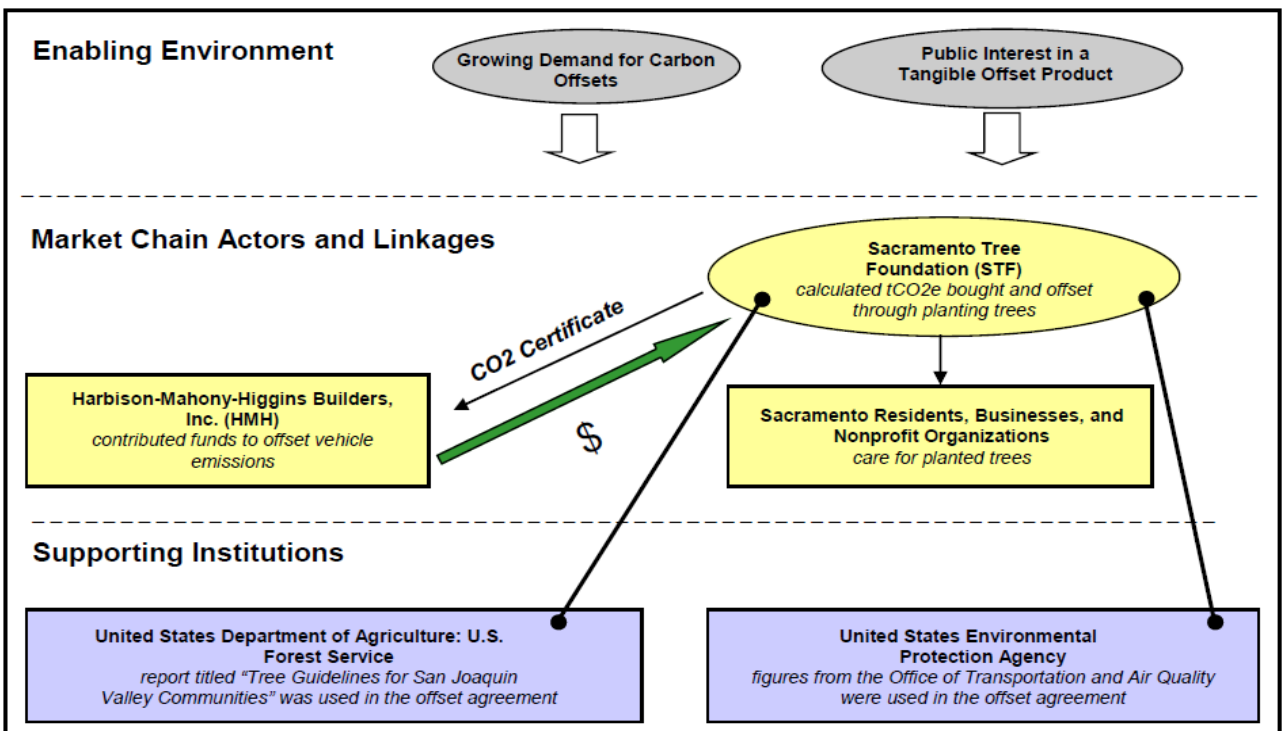 Enabling Environment
Growing Demand for Carbon
Offsets
Public Interest in a
Tangible Offset Product
Market Chain Actors and Linkages
Sacramento Tree
Foundation (STF)
calculated tCO2e bought and offset
through planting trees
CO2 Certificate
$
Harbison-Mahony-Higgins Builders,
Inc. (HMH)
contributed funds to offset vehicle
emissions
Sacramento Residents, Businesses, and
Nonprofit Organizations
care for planted trees
Supporting Institutions
United States Department of Agriculture: U.S.
Forest Service
report titled “Tree Guidelines for San Joaquin
Valley Communities” was used in the offset agreement
United States Environmental
Protection Agency
figures from the Office of Transportation and Air Quality
were used in the offset agreement